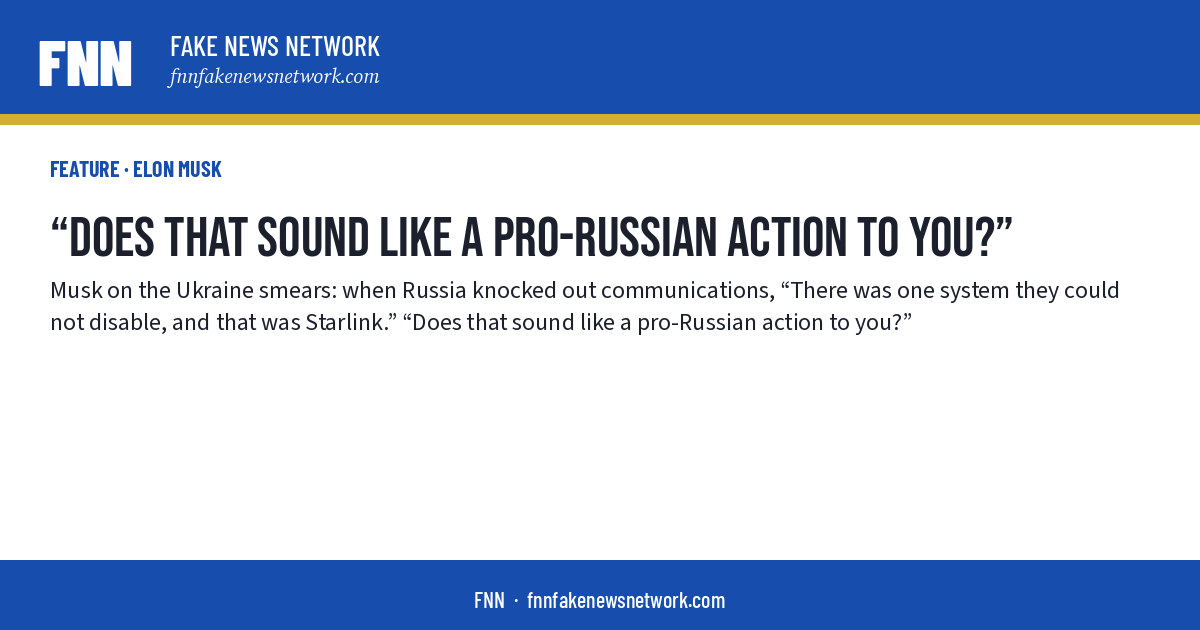 FNN
FAKE NEWS NETWORK
fnnfakenewsnetwork.com
FEATURE · ELON MUSK
“DOES THAT SOUND LIKE A PRO-RUSSIAN ACTION TO YOU?”
Musk on the Ukraine smears: when Russia knocked out communications, “There was one system they could
not disable, and that was Starlink.” “Does that sound like a pro-Russian action to you?”
FNN · fnnfakenewsnetwork.com